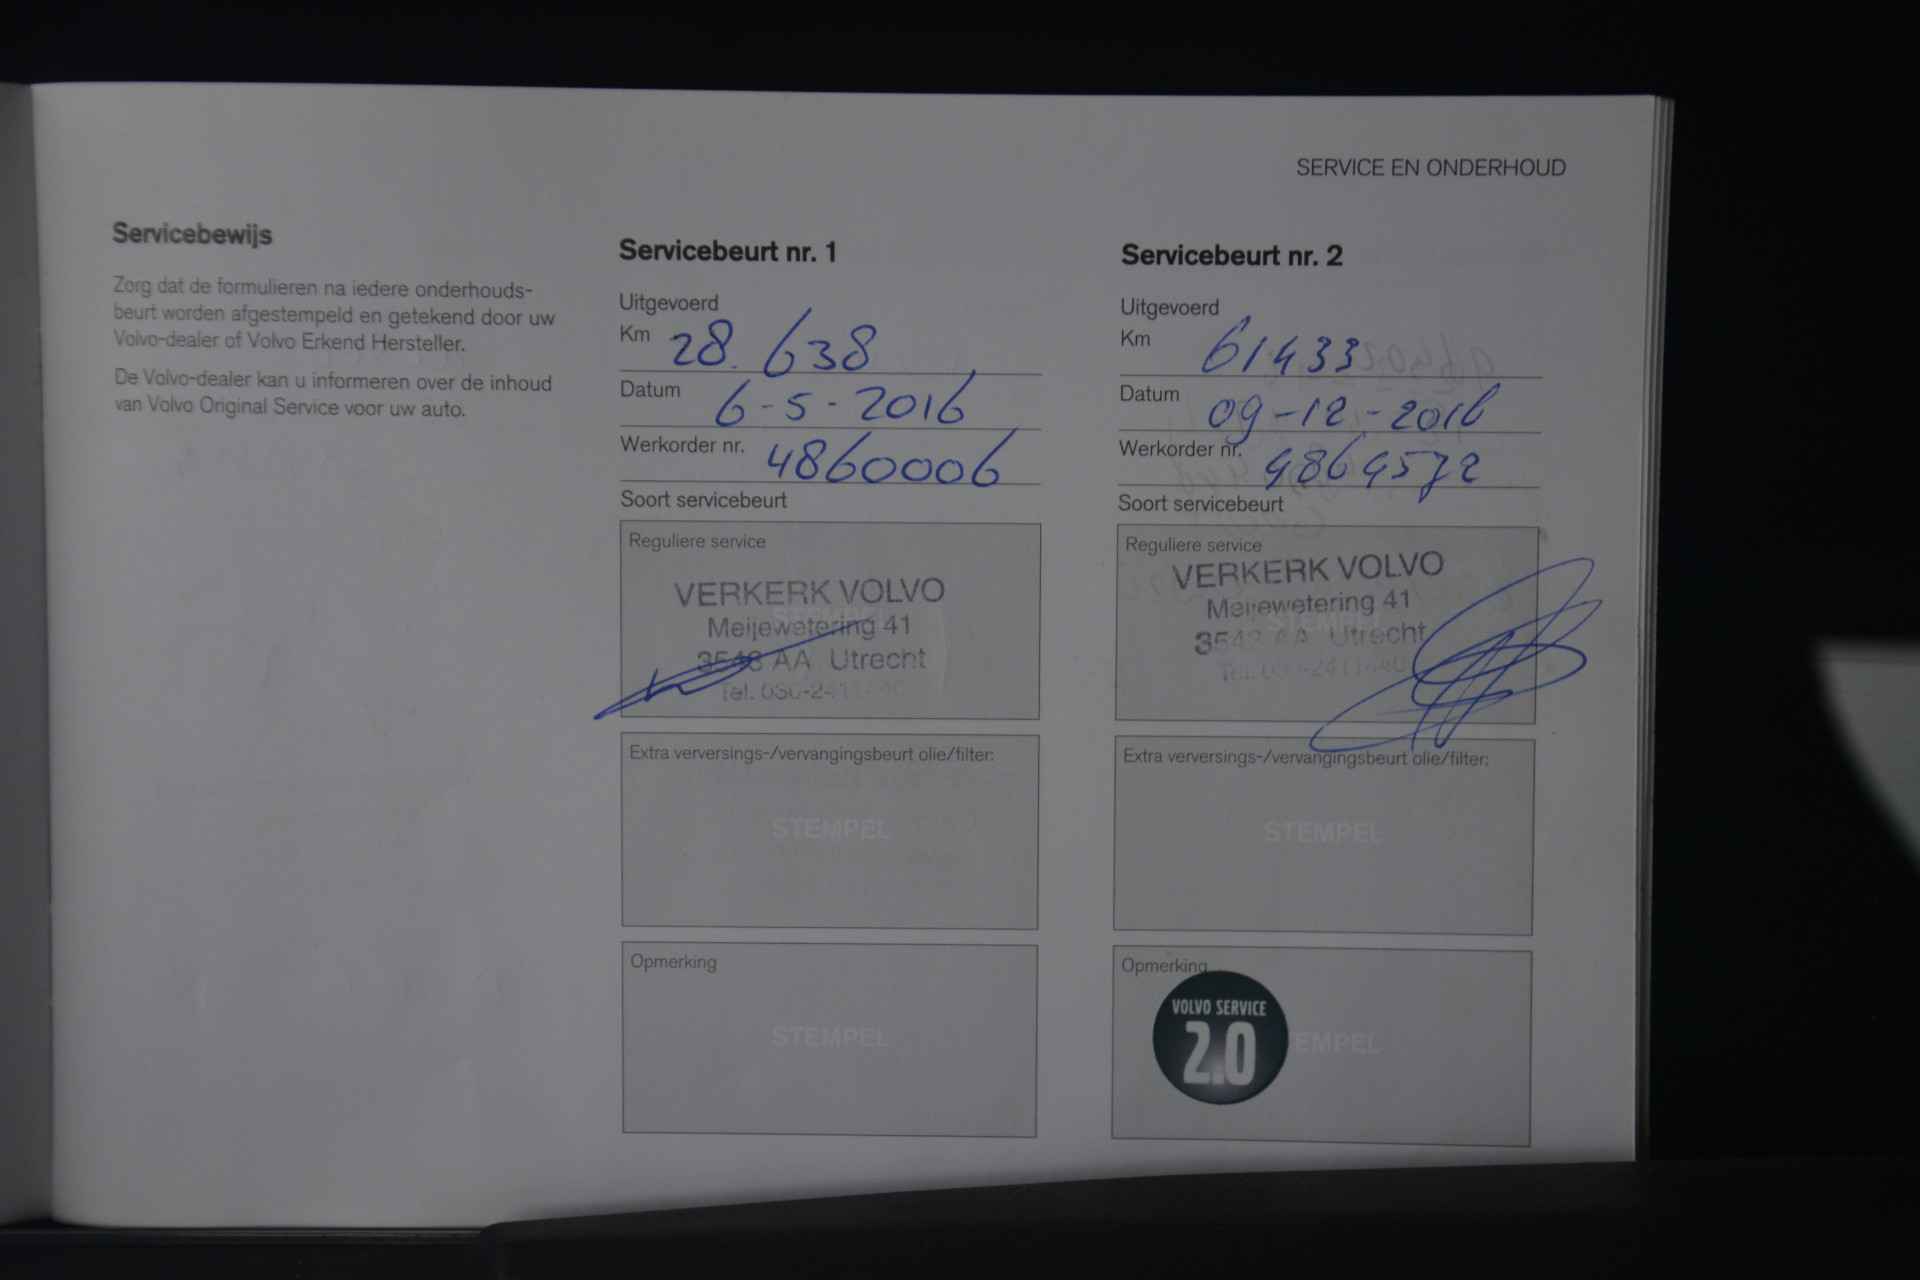 SERVICE EN ONDERHOUD
Servicebewijs
Zorg dat de formulieren na iedere onderhouds-
beurt worden afgestempeld en getekend door uw
Volvo-dealer of Volvo Erkend Hersteller.
De Volvo-dealer kan u informeren over de inhoud
van Volvo Original Service voor uw auto.
Servicebeurt nr. 1
Uitgevoerd
Km 28.638
Datum 6-5-2016
Werkorder nr. 4860006
Soort servicebeurt
Reguliere service
VERKERK VOLVO
STEMPEL
Meijewetering 41
3543 AA Utrecht
Tel.
Extra verversings-/vervangingsbeurt olie/filter:
STEMPEL
Opmerking
STEMPEL
Servicebeurt nr. 2
Uitgevoerd
Km 61433
Datum 09-12-2016
Werkorder nr.
Soort servicebeurt
Reguliere service
VERKERK VOLVO
Meijewetering 41
STEMPEL
Utrecht
Extra verversings-/vervangingsbeurt olie/filter:
STEMPEL
Opmerking
VOLVO SERVICE
2.0
EMPEL